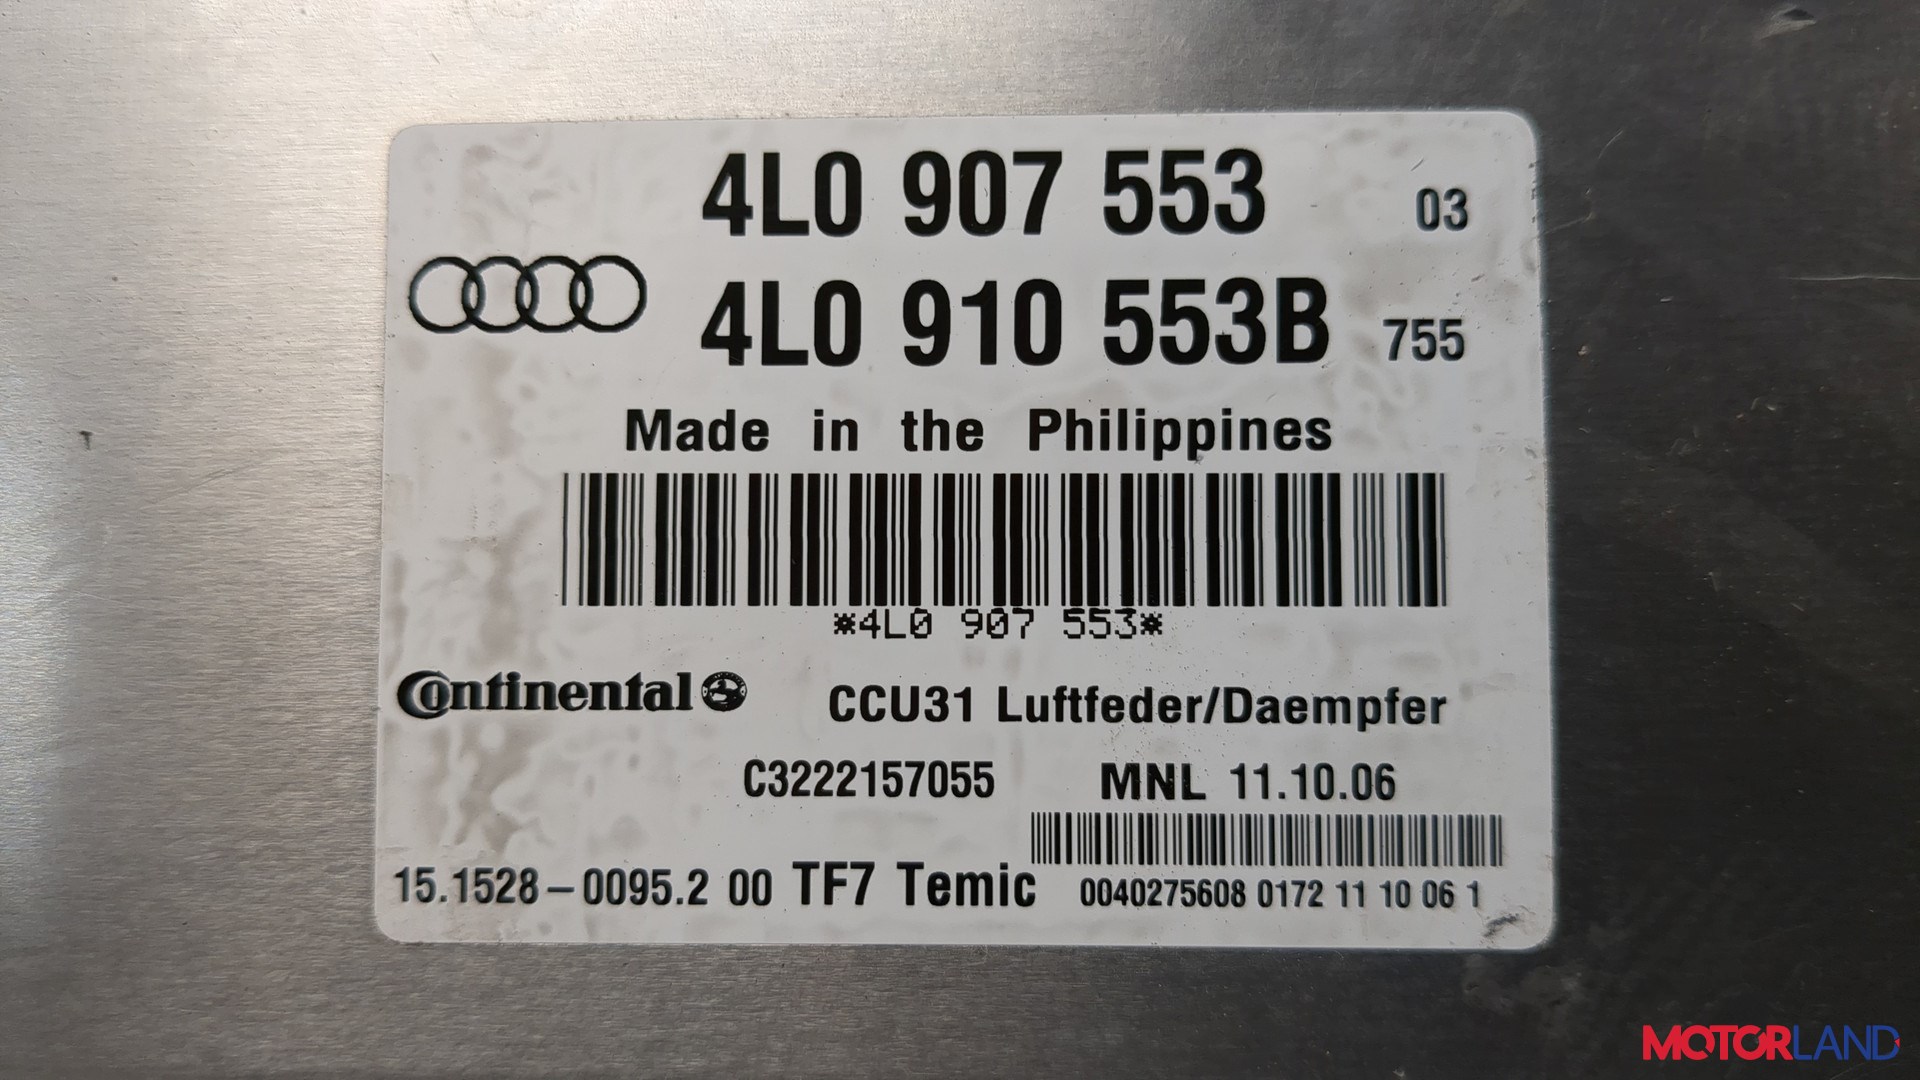 4L0 907 553 03
4L0 910 553B 755
Made in the Philippines
*4L0 907 553*
Continental CCU31 Luftfeder/Daempfer
C3222157055 MNL 11.10.06
15.1528-0095.2 00 TF7 Temic 0040275608 0172 11 10 06 1
MOTORLAND